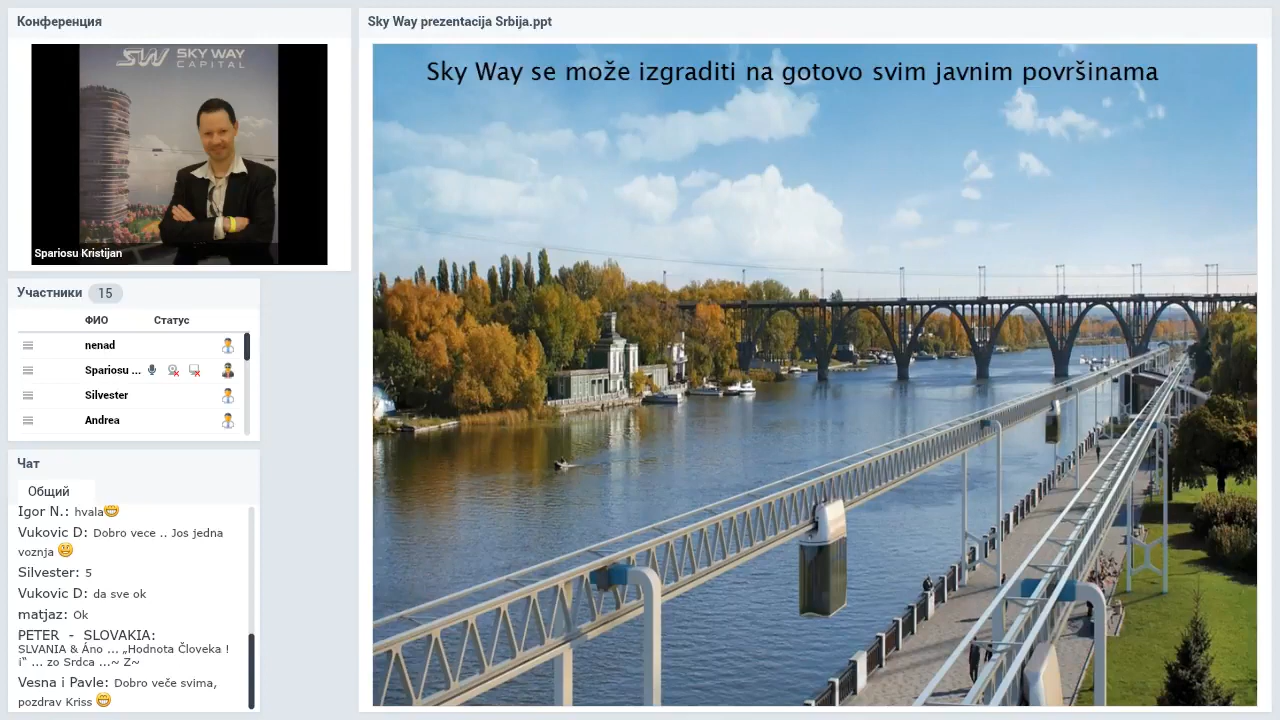 Конференция
SW SKY WAY
CAPITAL
Spariosu Kristijan
Участники 15
ФИО Статус
nenad
Spariosu ...
Silvester
Andrea
Чат
Общий
Igor N.: hvala
Vukovic D: Dobro vece .. Jos jedna
voznja
Silvester: 5
Vukovic D: da sve ok
matjaz: Ok
PETER - SLOVAKIA:
SLVANIA & Áno ... „Hodnota Človeka !
i“ ... zo Srdca ...~ Z~
Vesna i Pavle: Dobro veče svima,
pozdrav Kriss
Sky Way prezentacija Srbija.ppt
Sky Way se može izgraditi na gotovo svim javnim površinama